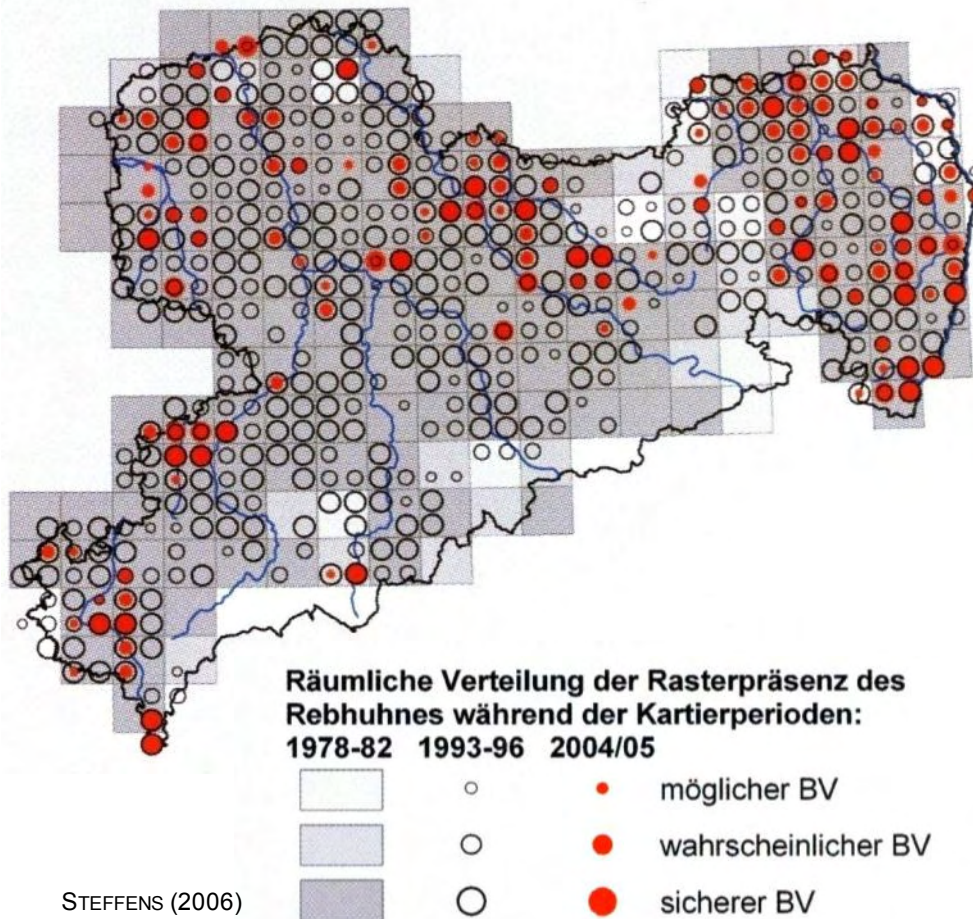 Räumliche Verteilung der Rasterpräsenz des
Rebhuhnes während der Kartierperioden:
1978-82 1993-96 2004/05
möglicher BV
wahrscheinlicher BV
sicherer BV
STEFFENS (2006)